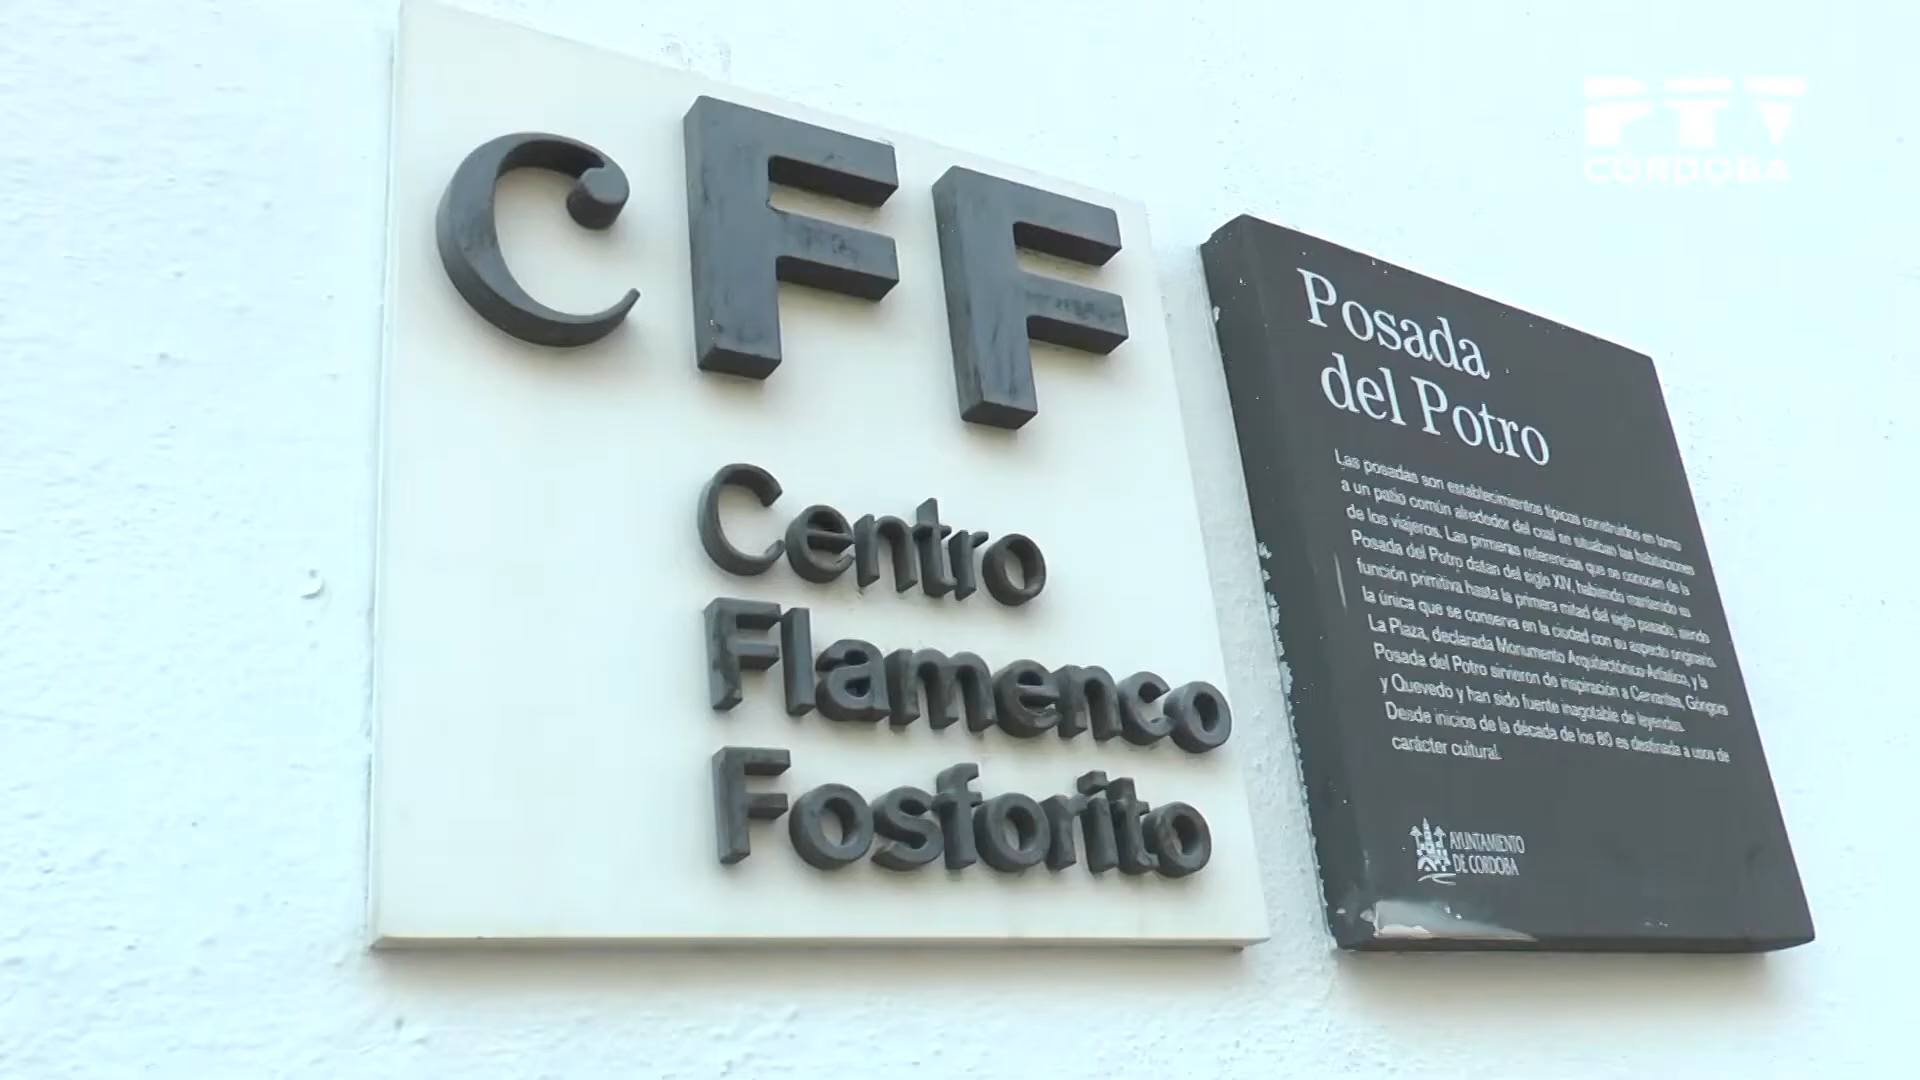 PTV
CÓRDOBA
CFF
Centro
Flamenco
Fosforito
Posada
del Potro
Las posadas son establecimientos típicos construidos en torno
a un patio común alrededor del cual se situaban las habitaciones
de los viajeros. Las primeras referencias que se conocen de la
Posada del Potro datan del siglo XIV, habiendo mantenido su
función primitiva hasta la primera mitad del siglo pasado, siendo
la única que se conserva en la ciudad con su aspecto originario.
La Plaza, declarada Monumento Arquitectónico-Artístico, y la
Posada del Potro sirvieron de inspiración a Cervantes, Góngora
y Quevedo y han sido fuente inagotable de leyendas.
Desde inicios de la década de los 80 es destinada a usos de
carácter cultural.
AYUNTAMIENTO
DE CORDOBA